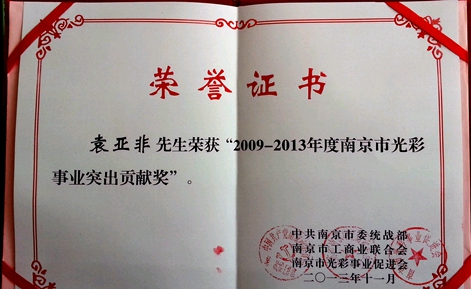 荣誉证书
袁亚非先生荣获“2009-2013年度南京市光彩
事业突出贡献奖”。
中共南京市委统战部
南京市工商业联合会
南京市光彩事业促进会
二〇一三年十一月